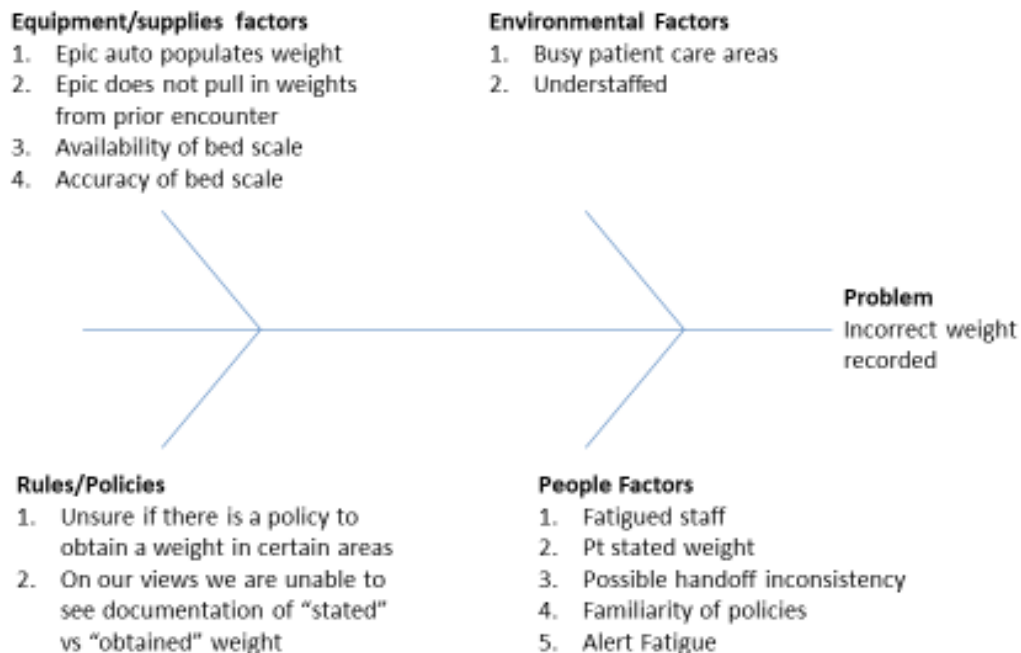 Equipment/supplies factors
1. Epic auto populates weight
2. Epic does not pull in weights
from prior encounter
3. Availability of bed scale
4. Accuracy of bed scale
Environmental Factors
1. Busy patient care areas
2. Understaffed
Problem
Incorrect weight
recorded
Rules/Policies
1. Unsure if there is a policy to
obtain a weight in certain areas
2. On our views we are unable to
see documentation of “stated”
vs “obtained” weight
People Factors
1. Fatigued staff
2. Pt stated weight
3. Possible handoff inconsistency
4. Familiarity of policies
5. Alert Fatigue